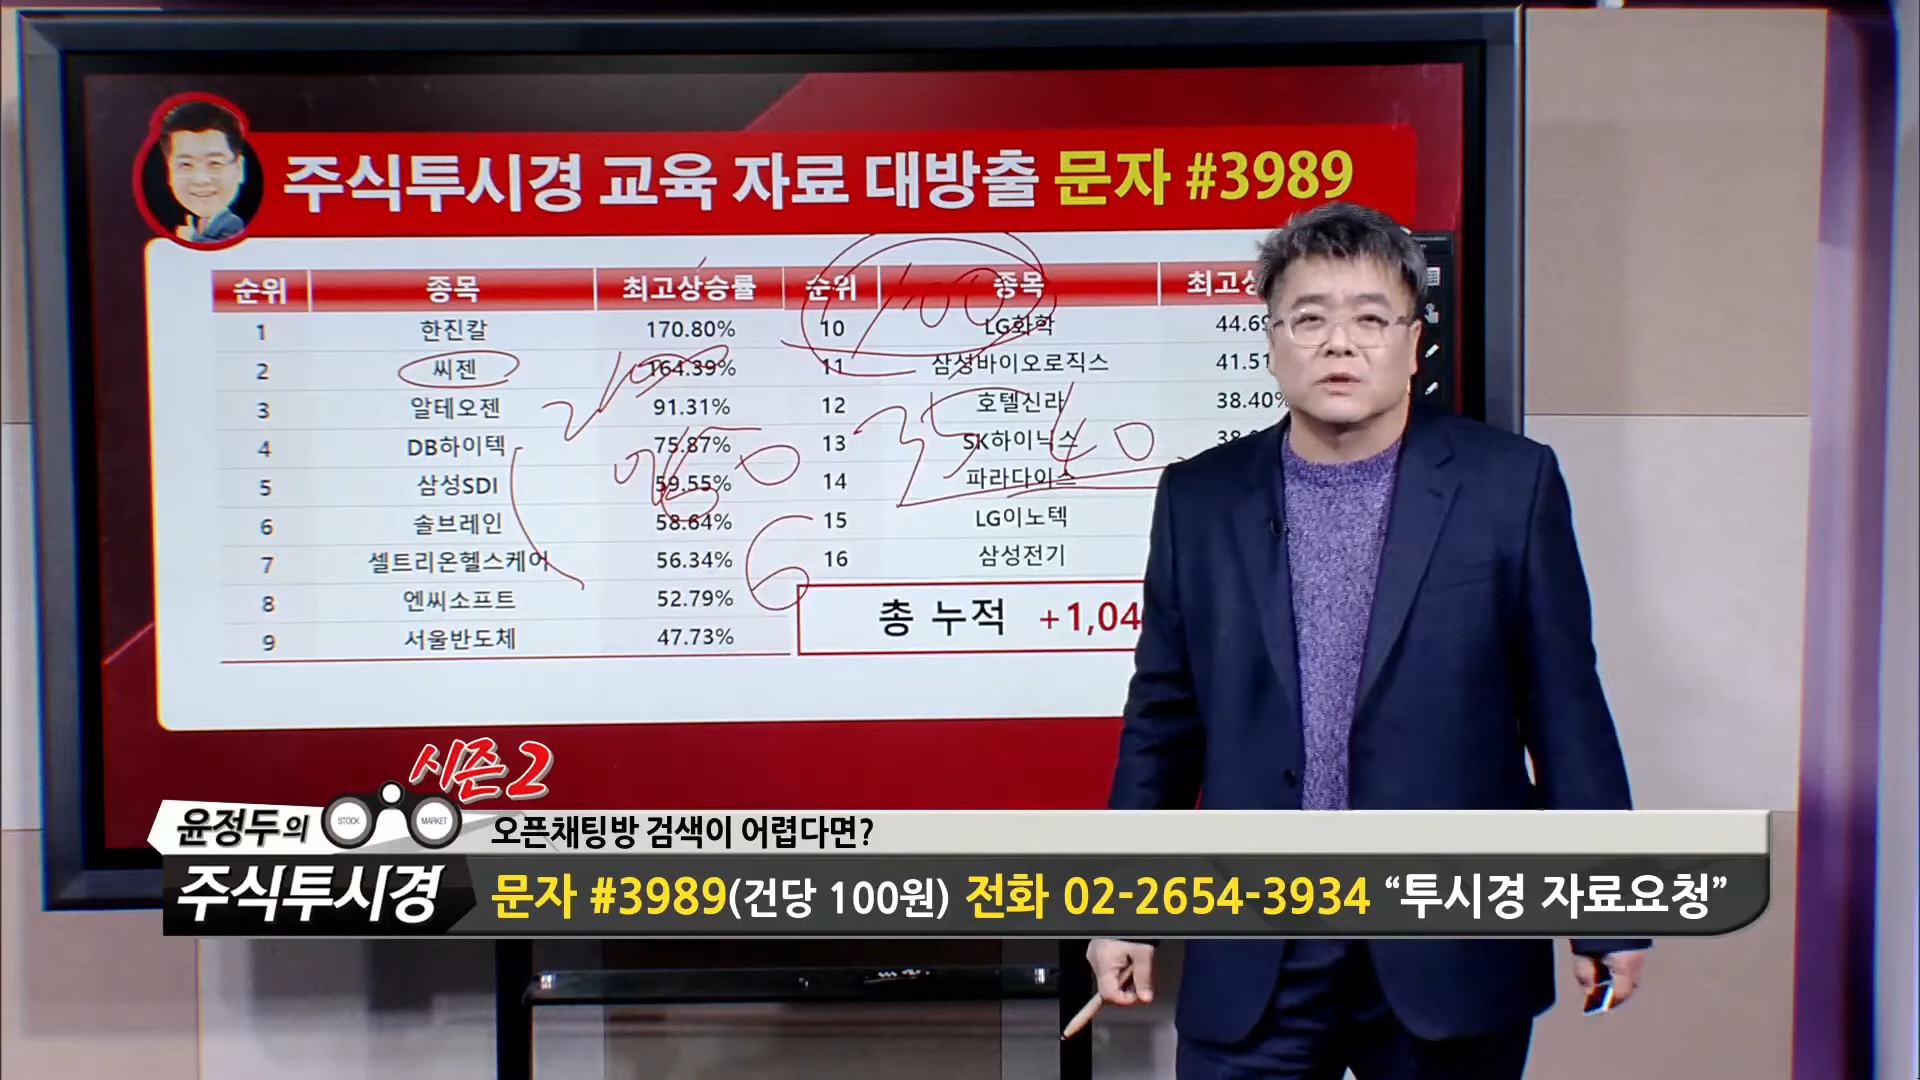 주식투시경 교육 자료 대방출 문자 #3989
순위 종목 최고상승률 순위 종목
1 한진칼 170.80% 10 LG화학
2 씨젠 164.39% 11 삼성바이오로직스
3 알테오젠 91.31% 12 호텔신라 38.40%
4 DB하이텍 75.87% 13 SK하이닉스
5 삼성SDI 59.55% 14 파라다이스
6 솔브레인 58.64% 15 LG이노텍
7 셀트리온헬스케어 56.34% 16 삼성전기
8 엔씨소프트 52.79%
9 서울반도체 47.73%
총 누적
100
35 40
시즌2
윤정두의 STOCK MARKET
주식투시경
오픈채팅방 검색이 어렵다면?
문자 #3989(건당 100원) 전화 02-2654-3934 “투시경 자료요청”